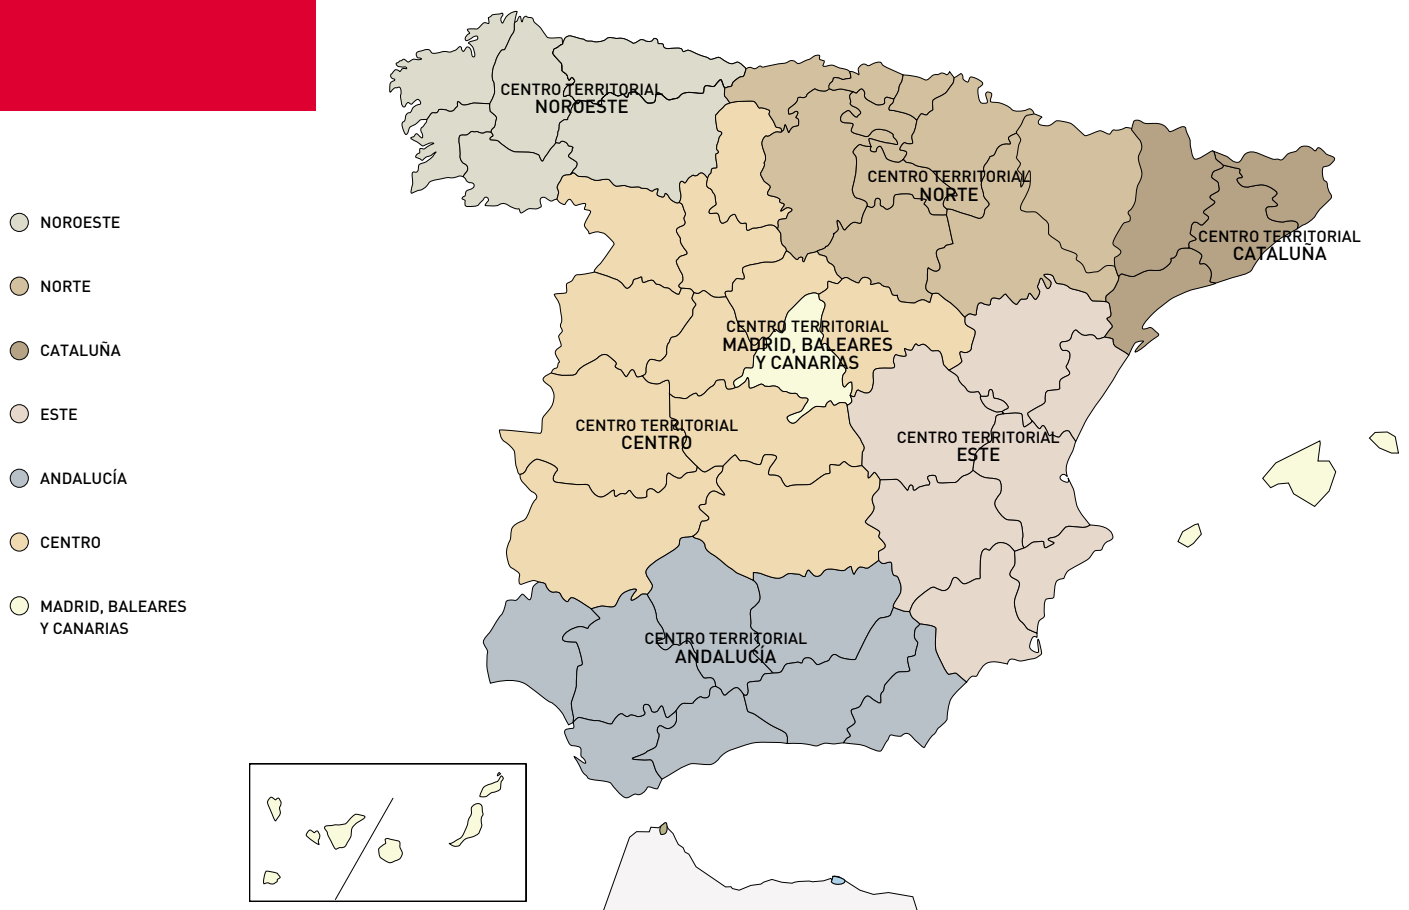 NOROESTE
NORTE
CATALUÑA
ESTE
ANDALUCÍA
CENTRO
MADRID, BALEARES
Y CANARIAS
CENTRO TERRITORIAL
NOROESTE
CENTRO TERRITORIAL
NORTE
CENTRO TERRITORIAL
CATALUÑA
CENTRO TERRITORIAL
MADRID, BALEARES
Y CANARIAS
CENTRO TERRITORIAL
CENTRO
CENTRO TERRITORIAL
ESTE
CENTRO TERRITORIAL
ANDALUCÍA